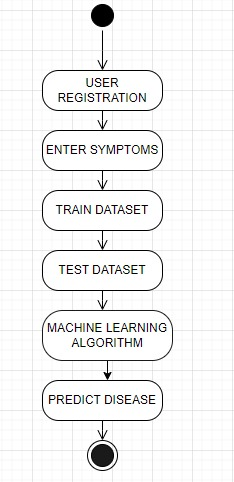 USER
REGISTRATION
ENTER SYMPTOMS
TRAIN DATASET
TEST DATASET
MACHINE LEARNING
ALGORITHM
PREDICT DISEASE